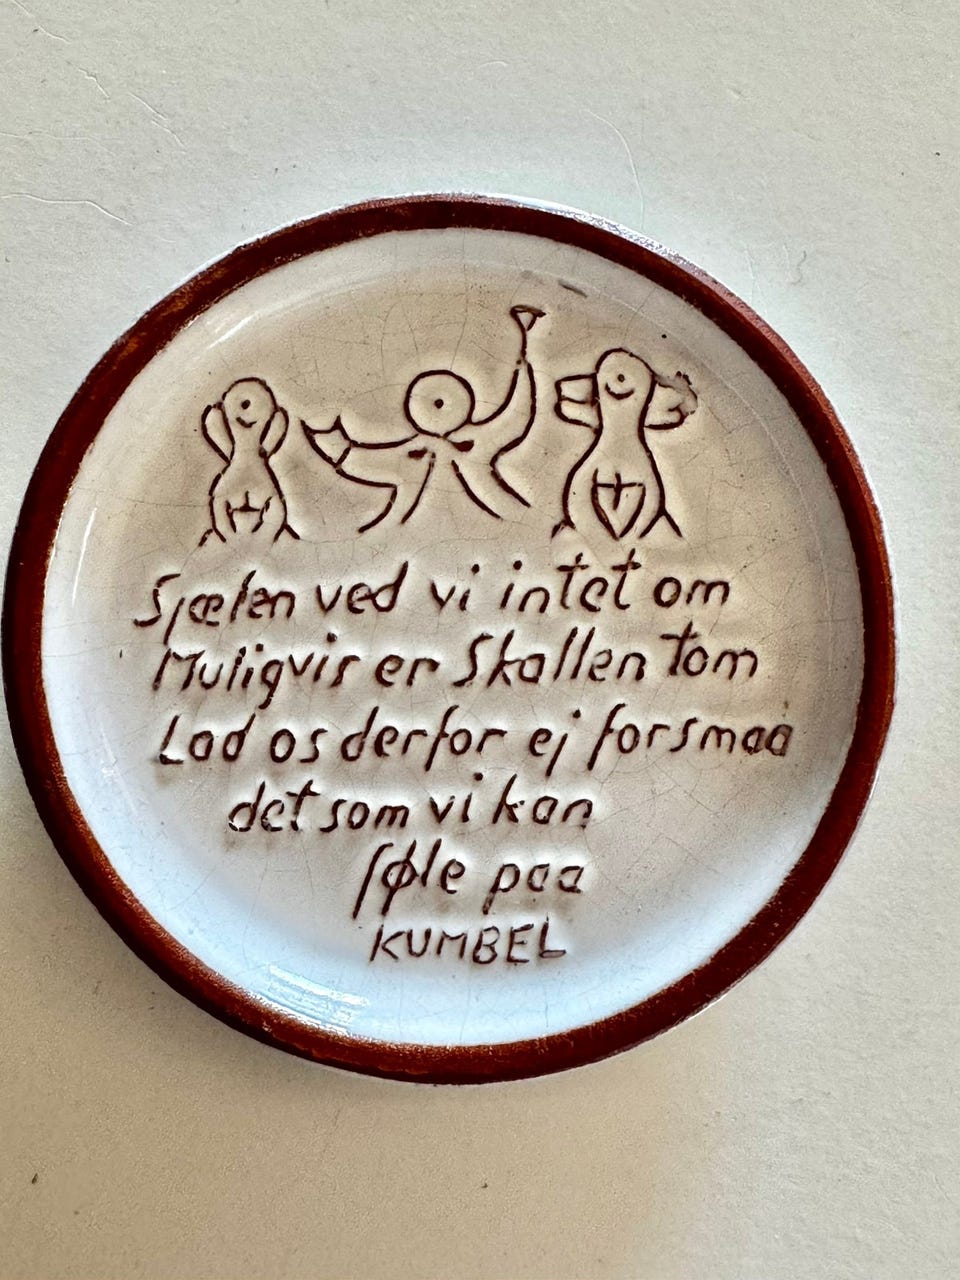 Sjælen ved vi intet om
Muligvis er Skallen Tom
Lad os derfor ej forsmaa
det som vi kan
føle paa
KUMBEL